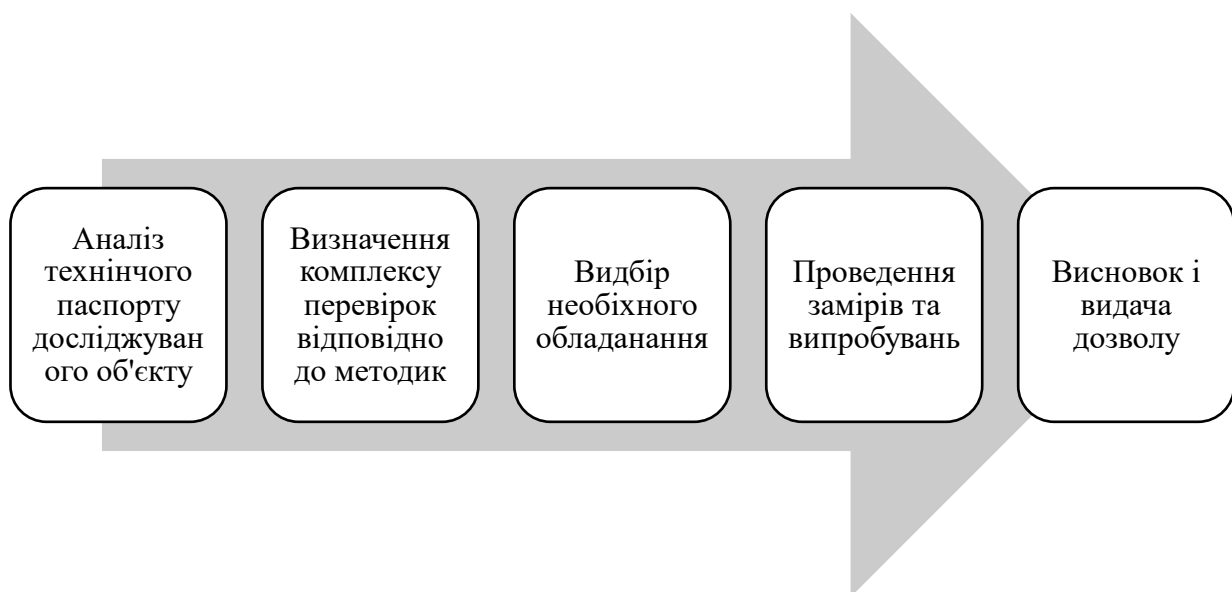 Аналіз
технінчого
паспорту
досліджуван
ого об'єкту
Визначення
комплексу
перевірок
відповідно
до методик
Видбір
необіхного
обладанання
Проведення
замірів та
випробувань
Висновок і
видача
дозволу